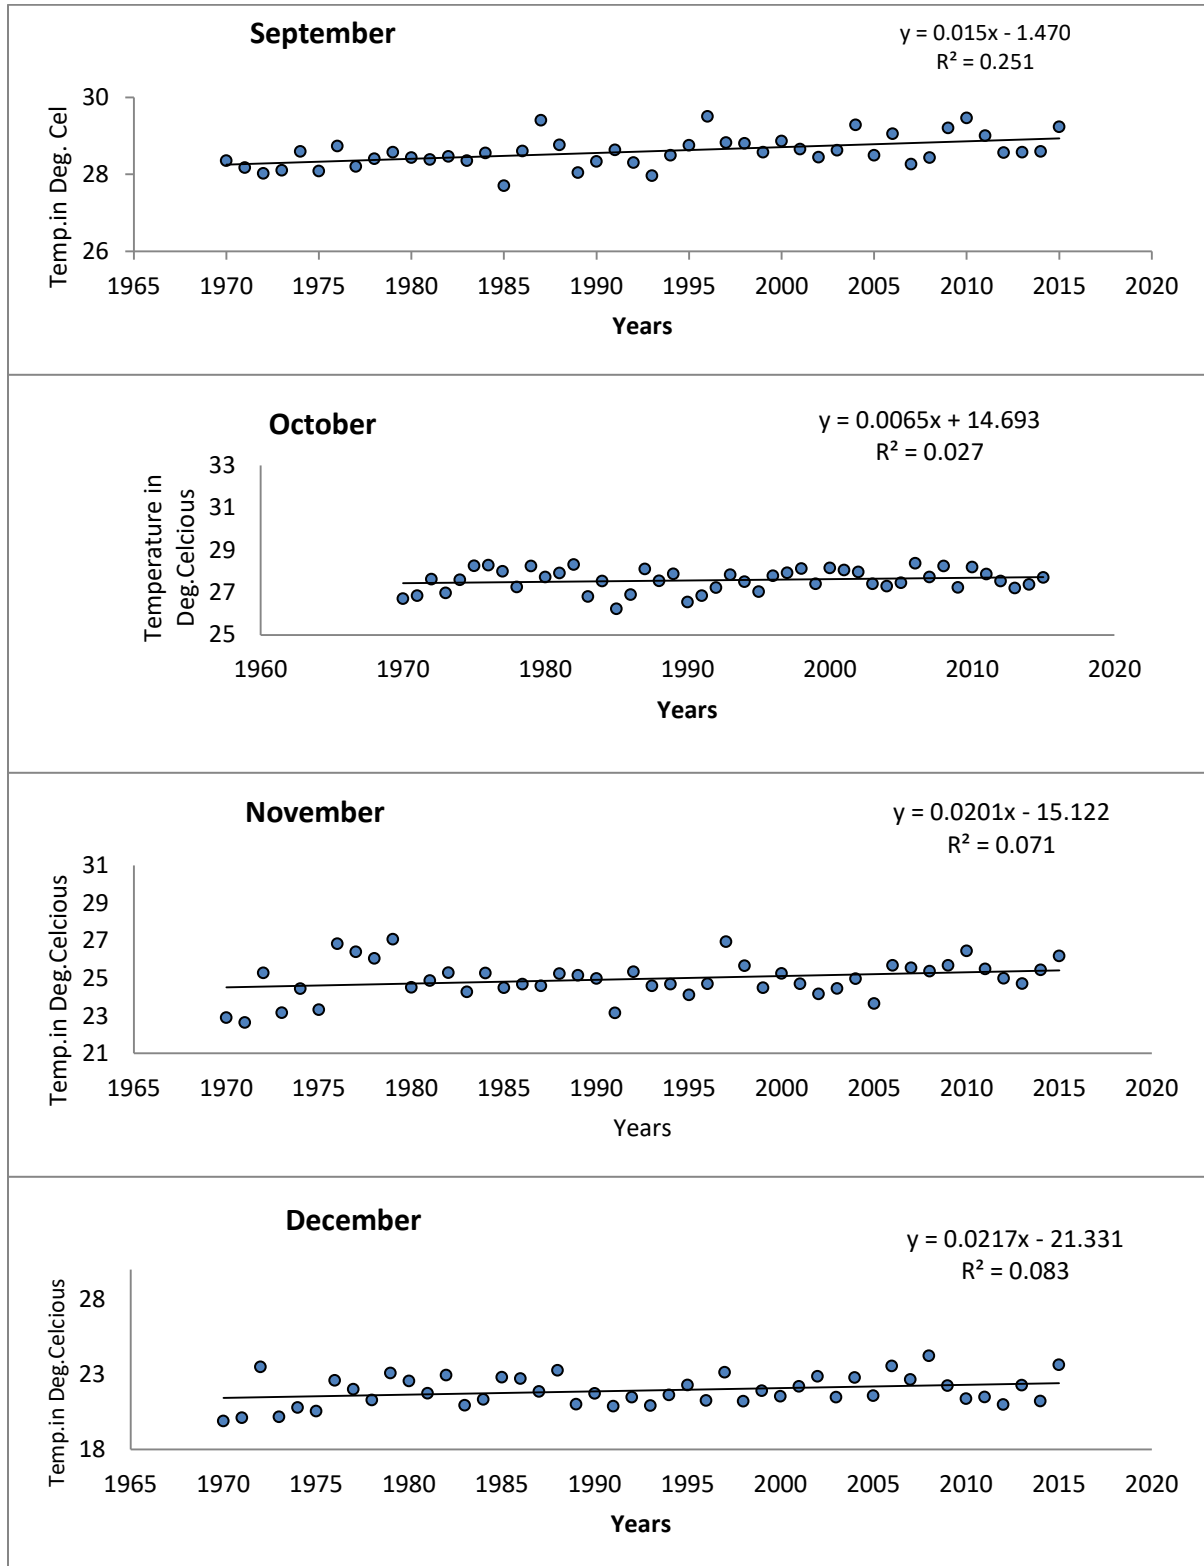 September
y = 0.015x - 1.470
R² = 0.251
Temp.in Deg. Cel
30
28
26
1965 1970 1975 1980 1985 1990 1995 2000 2005 2010 2015 2020
Years
October
y = 0.0065x + 14.693
R² = 0.027
Temperature in
Deg.Celcious
33
31
29
27
25
1960 1970 1980 1990 2000 2010 2020
Years
November
y = 0.0201x - 15.122
R² = 0.071
Temp.in Deg.Celcious
31
29
27
25
23
21
1965 1970 1975 1980 1985 1990 1995 2000 2005 2010 2015 2020
Years
December
y = 0.0217x - 21.331
R² = 0.083
Temp.in Deg.Celcious
28
23
18
1965 1970 1975 1980 1985 1990 1995 2000 2005 2010 2015 2020
Years